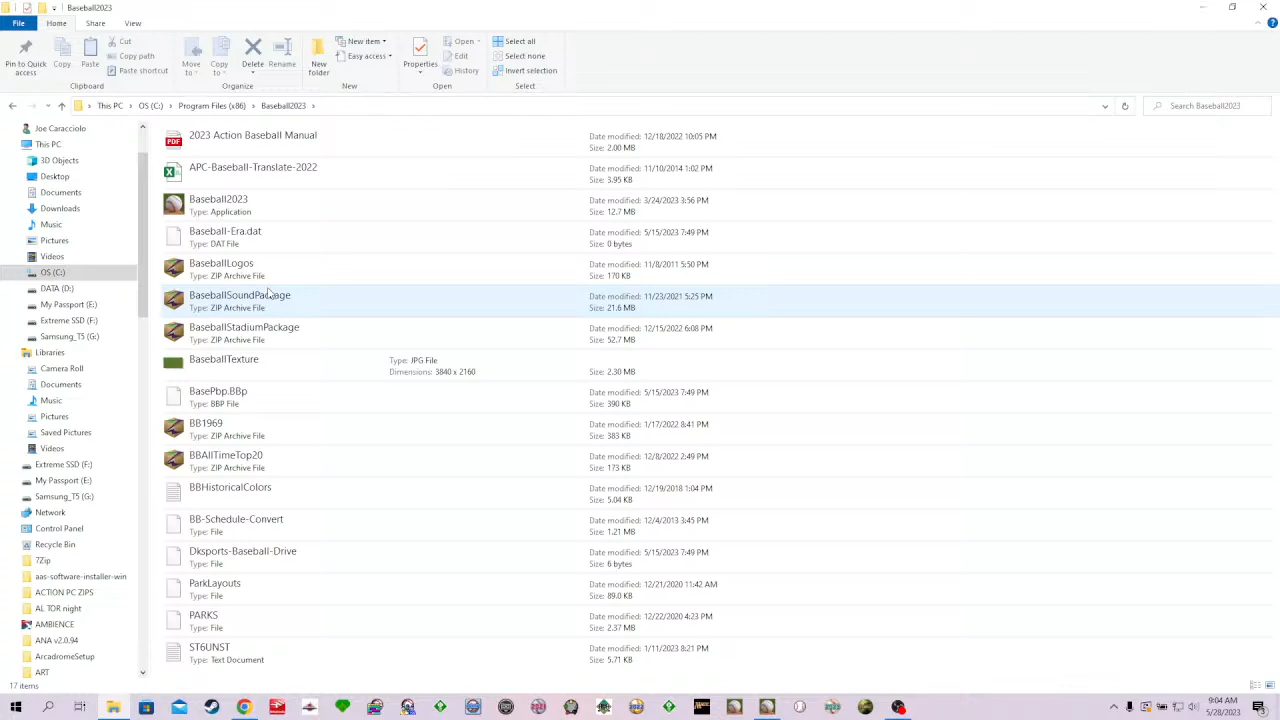 Baseball2023
File Home Share View
Pin to Quick access
Copy
Paste
Cut
Copy path
Paste shortcut
Clipboard
Move to
Copy to
Delete
Rename
Organize
New folder
New item
Easy access
New
Properties
Open
Edit
History
Open
Select all
Select none
Invert selection
Select
This PC > OS (C:) > Program Files (x86) > Baseball2023 >
Search Baseball2023
Joe Caracciolo
This PC
3D Objects
Desktop
Documents
Downloads
Music
Pictures
Videos
OS (C:)
DATA (D:)
My Passport (E:)
Extreme SSD (F:)
Samsung_T5 (G:)
Libraries
Camera Roll
Documents
Music
Pictures
Saved Pictures
Videos
Extreme SSD (F:)
My Passport (E:)
Samsung_T5 (G:)
Network
Control Panel
Recycle Bin
7Zip
aas-software-installer-win
ACTION PC ZIPS
AL TOR night
AMBIENCE
ANA v2.0.94
ArcadromeSetup
ART
2023 Action Baseball Manual
Date modified: 12/18/2022 10:05 PM
Size: 2.00 MB
APC-Baseball-Translate-2022
Date modified: 11/10/2014 1:02 PM
Size: 3.95 KB
Baseball2023
Type: Application
Date modified: 3/24/2023 3:56 PM
Size: 12.7 MB
Baseball-Era.dat
Type: DAT File
Date modified: 5/15/2023 7:49 PM
Size: 0 bytes
BaseballLogos
Type: ZIP Archive File
Date modified: 11/8/2011 5:50 PM
Size: 170 KB
BaseballSoundPackage
Type: ZIP Archive File
Date modified: 11/23/2021 5:25 PM
Size: 21.6 MB
BaseballStadiumPackage
Type: ZIP Archive File
Date modified: 12/15/2022 6:08 PM
Size: 52.7 MB
BaseballTexture
Type: JPG File
Dimensions: 3840 x 2160
Size: 2.30 MB
BasePbp.BBp
Type: BBP File
Date modified: 5/15/2023 7:49 PM
Size: 390 KB
BB1969
Type: ZIP Archive File
Date modified: 1/17/2022 8:41 PM
Size: 383 KB
BBAllTimeTop20
Type: ZIP Archive File
Date modified: 12/8/2022 2:49 PM
Size: 173 KB
BBHistoricalColors
Date modified: 12/19/2018 1:04 PM
Size: 5.04 KB
BB-Schedule-Convert
Type: File
Date modified: 12/4/2013 3:45 PM
Size: 1.21 MB
Dksports-Baseball-Drive
Type: File
Date modified: 5/15/2023 7:49 PM
Size: 6 bytes
ParkLayouts
Type: File
Date modified: 12/21/2020 11:42 AM
Size: 89.0 KB
PARKS
Type: File
Date modified: 12/22/2020 4:23 PM
Size: 2.37 MB
ST6UNST
Type: Text Document
Date modified: 1/11/2023 8:21 PM
Size: 5.71 KB
17 items
9:04 AM
5/28/2023